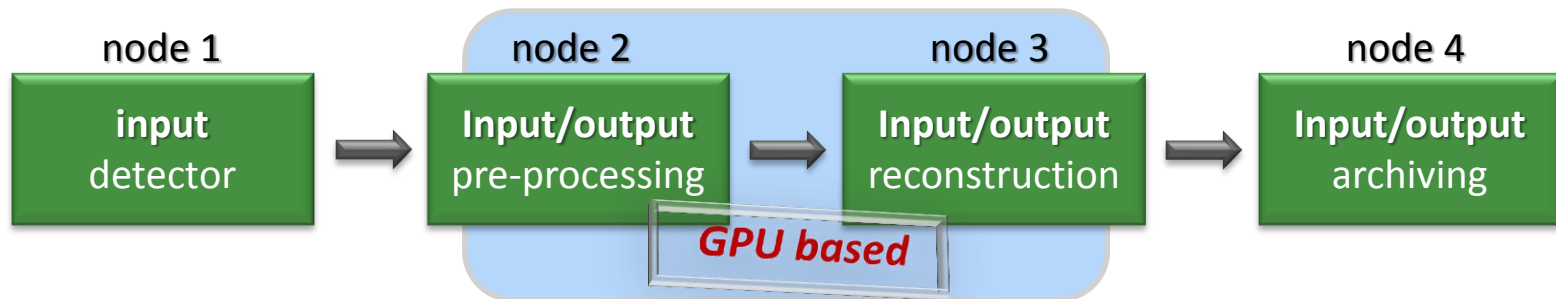 node 1
input
detector
node 2
Input/output
pre-processing
node 3
Input/output
reconstruction
node 4
Input/output
archiving
GPU based